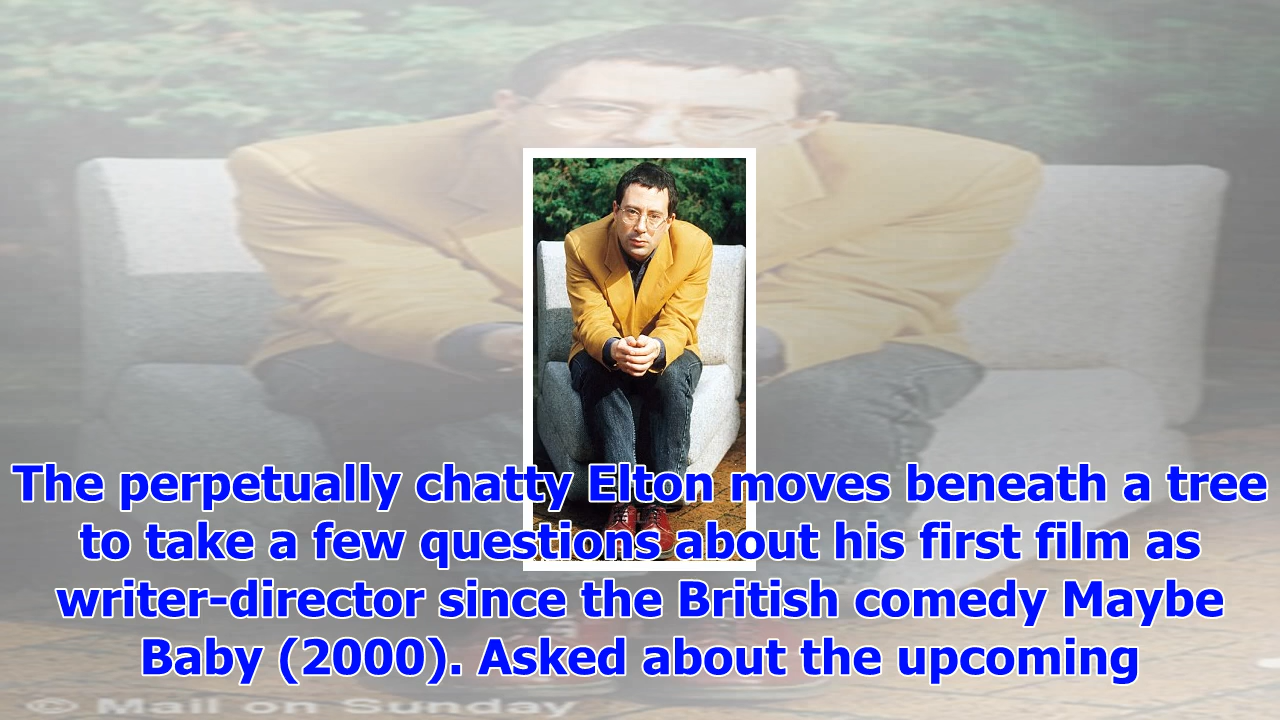 The perpetually chatty Elton moves beneath a tree
to take a few questions about his first film as
writer-director since the British comedy Maybe
Baby (2000). Asked about the upcoming
© Mail on Sunday